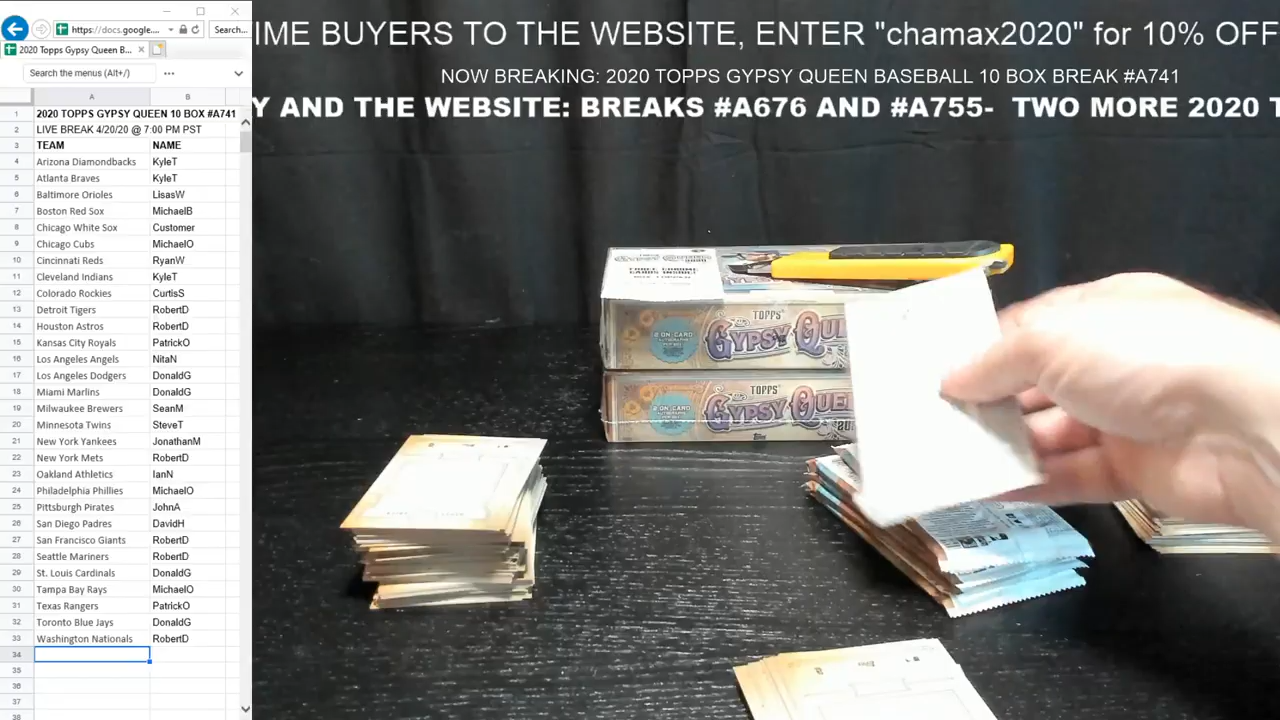 https://docs.google....
Search...
2020 Topps Gypsy Queen B...
Search the menus (Alt+/)
A B
1 2020 TOPPS GYPSY QUEEN 10 BOX #A741
2 LIVE BREAK 4/20/20 @ 7:00 PM PST
3 TEAM NAME
4 Arizona Diamondbacks KyleT
5 Atlanta Braves KyleT
6 Baltimore Orioles LisasW
7 Boston Red Sox MichaelB
8 Chicago White Sox Customer
9 Chicago Cubs MichaelO
10 Cincinnati Reds RyanW
11 Cleveland Indians KyleT
12 Colorado Rockies CurtisS
13 Detroit Tigers RobertD
14 Houston Astros RobertD
15 Kansas City Royals PatrickO
16 Los Angeles Angels NitaN
17 Los Angeles Dodgers DonaldG
18 Miami Marlins DonaldG
19 Milwaukee Brewers SeanM
20 Minnesota Twins SteveT
21 New York Yankees JonathanM
22 New York Mets RobertD
23 Oakland Athletics IanN
24 Philadelphia Phillies MichaelO
25 Pittsburgh Pirates JohnA
26 San Diego Padres DavidH
27 San Francisco Giants RobertD
28 Seattle Mariners RobertD
29 St. Louis Cardinals DonaldG
30 Tampa Bay Rays MichaelO
31 Texas Rangers PatrickO
32 Toronto Blue Jays DonaldG
33 Washington Nationals RobertD
34
35
36
37
38
IME BUYERS TO THE WEBSITE, ENTER "chamax2020" for 10% OFF
NOW BREAKING: 2020 TOPPS GYPSY QUEEN BASEBALL 10 BOX BREAK #A741
Y AND THE WEBSITE: BREAKS #A676 AND #A755- TWO MORE 2020 T
TOPPS
GYPSY QU
2 ON-CARD
AUTOGRAPHS
TOPPS
GYPSY QUE
2 ON-CARD
AUTOGRAPHS